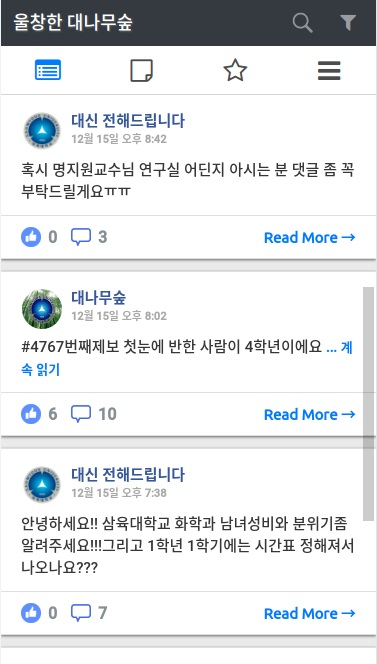 울창한 대나무숲
대신 전해드립니다
12월 15일 오후 8:42
혹시 명지원교수님 연구실 어딘지 아시는 분 댓글 좀 꼭
부탁드릴게요ㅠㅠ
0 3 Read More →
대나무숲
12월 15일 오후 8:02
#4767번째제보 첫눈에 반한 사람이 4학년이에요 ... 계
속 읽기
6 10 Read More →
대신 전해드립니다
12월 15일 오후 7:38
안녕하세요!! 삼육대학교 화학과 남녀성비와 분위기좀
알려주세요!!!그리고 1학년 1학기에는 시간표 정해져서
나오나요???
0 7 Read More →